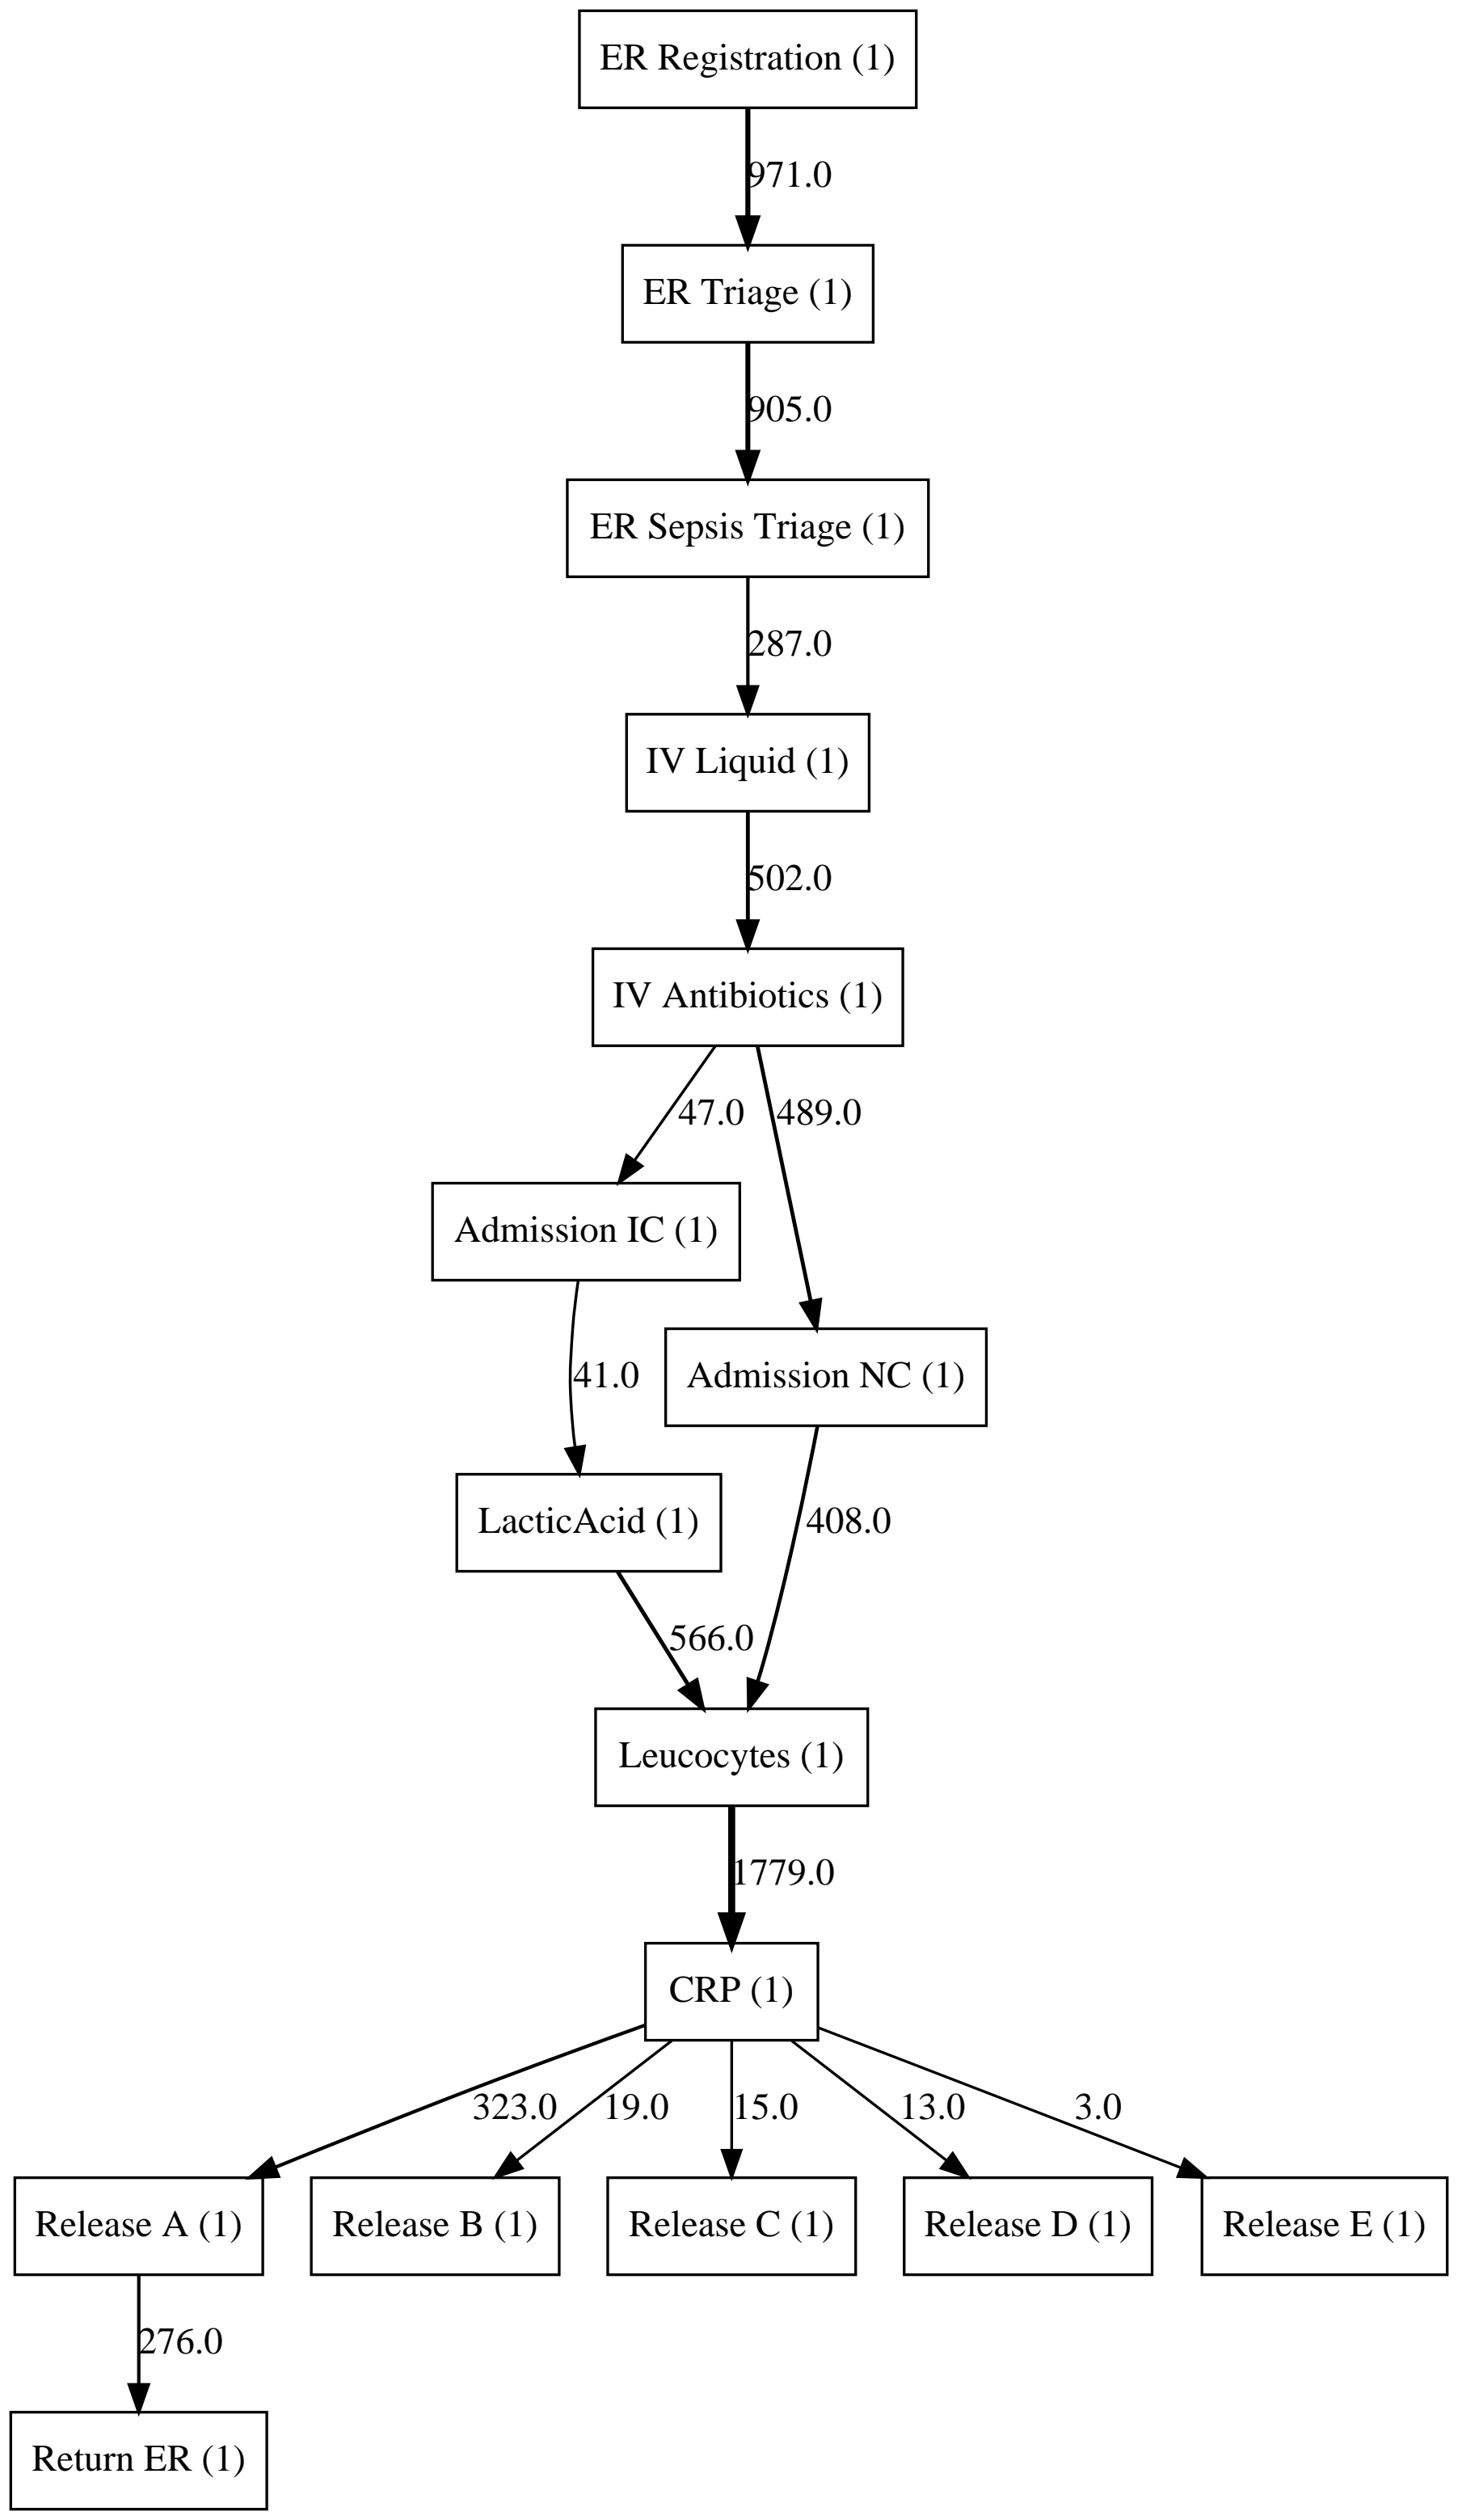 ER Registration (1)
971.0
ER Triage (1)
905.0
ER Sepsis Triage (1)
287.0
IV Liquid (1)
502.0
IV Antibiotics (1)
47.0
489.0
Admission IC (1)
41.0
Admission NC (1)
LacticAcid (1)
408.0
566.0
Leucocytes (1)
1779.0
CRP (1)
323.0
19.0
15.0
13.0
3.0
Release A (1)
Release B (1)
Release C (1)
Release D (1)
Release E (1)
276.0
Return ER (1)